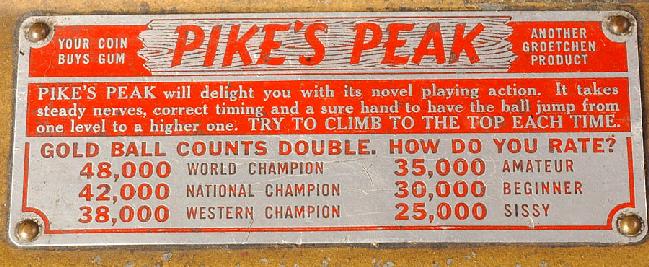 YOUR COIN
BUYS GUM
PIKE'S PEAK
ANOTHER
GROETCHEN
PRODUCT
PIKE'S PEAK will delight you with its novel playing action. It takes
steady nerves, correct timing and a sure hand to have the ball jump from
one level to a higher one. TRY TO CLIMB TO THE TOP EACH TIME.
GOLD BALL COUNTS DOUBLE. HOW DO YOU RATE?
48,000 WORLD CHAMPION
42,000 NATIONAL CHAMPION
38,000 WESTERN CHAMPION
35,000 AMATEUR
30,000 BEGINNER
25,000 SISSY